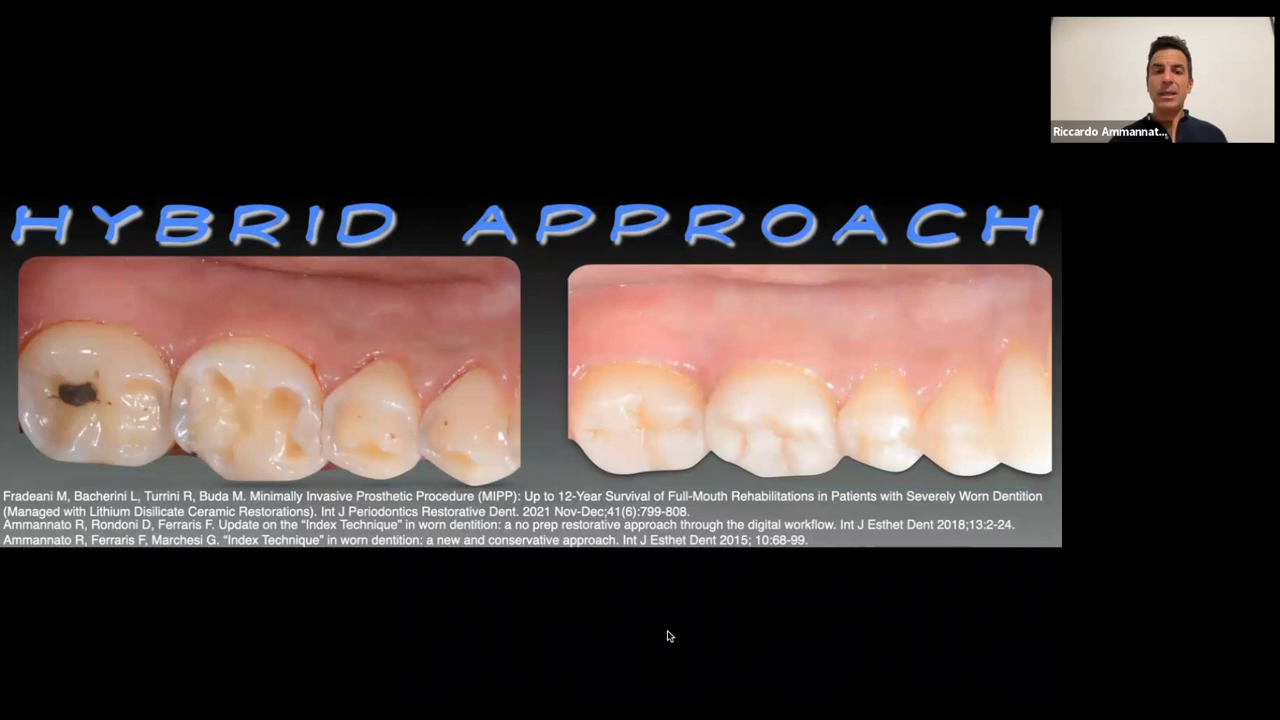 Riccardo Ammannat...
HYBRID APPROACH
Fradeani M, Bacherini L, Turrini R, Buda M. Minimally Invasive Prosthetic Procedure (MIPP): Up to 12-Year Survival of Full-Mouth Rehabilitations in Patients with Severely Worn Dentition
(Managed with Lithium Disilicate Ceramic Restorations). Int J Periodontics Restorative Dent. 2021 Nov-Dec;41(6):799-808.
Ammannato R, Rondoni D, Ferraris F. Update on the “Index Technique” in worn dentition: a no prep restorative approach through the digital workflow. Int J Esthet Dent 2018;13:2-24.
Ammannato R, Ferraris F, Marchesi G. “Index Technique” in worn dentition: a new and conservative approach. Int J Esthet Dent 2015; 10:68-99.